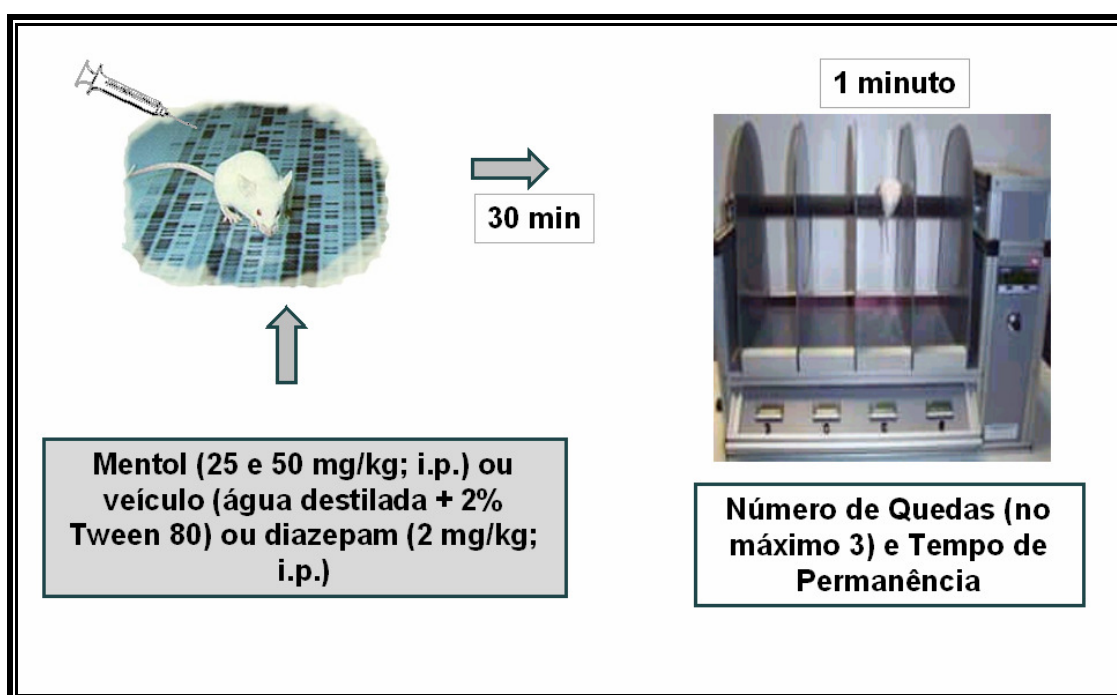 1 minuto
30 min
Mentol (25 e 50 mg/kg; i.p.) ou
veículo (água destilada + 2%
Tween 80) ou diazepam (2 mg/kg;
i.p.)
Número de Quedas (no
máximo 3) e Tempo de
Permanência